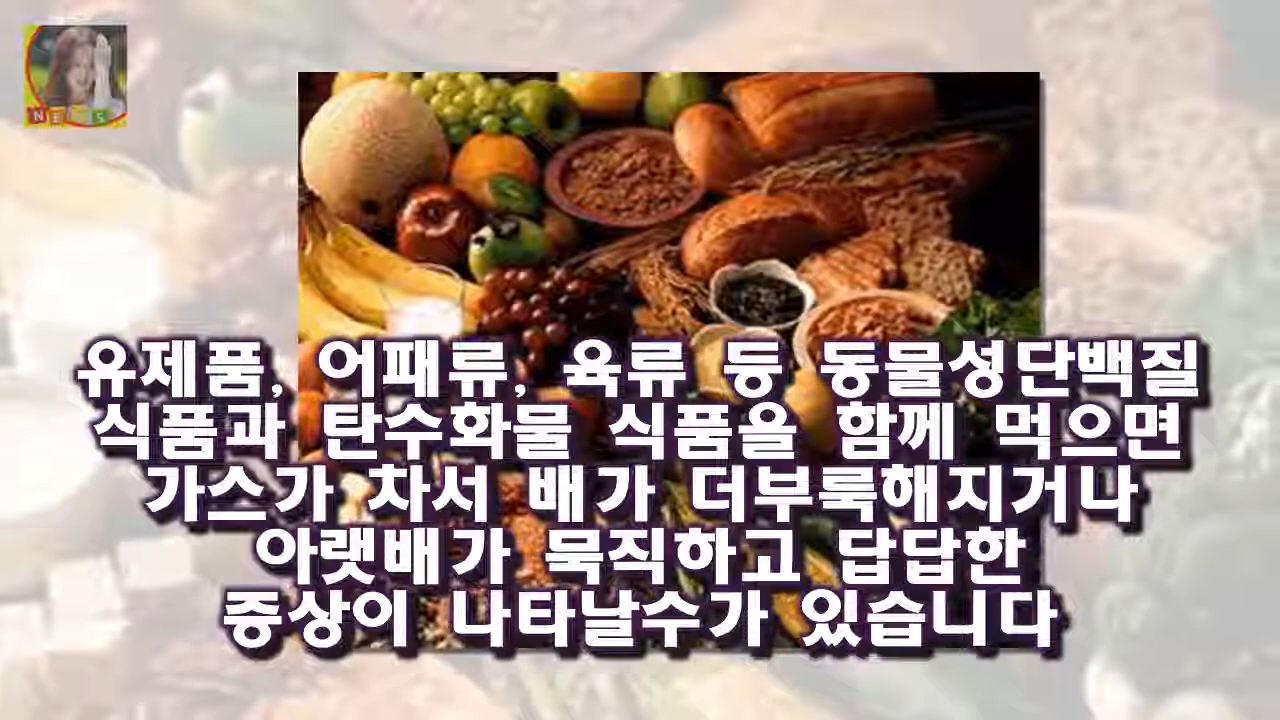 NEWS
유제품, 어패류, 육류 등 동물성단백질
식품과 탄수화물 식품을 함께 먹으면
가스가 차서 배가 더부룩해지거나
아랫배가 묵직하고 답답한
증상이 나타날수가 있습니다